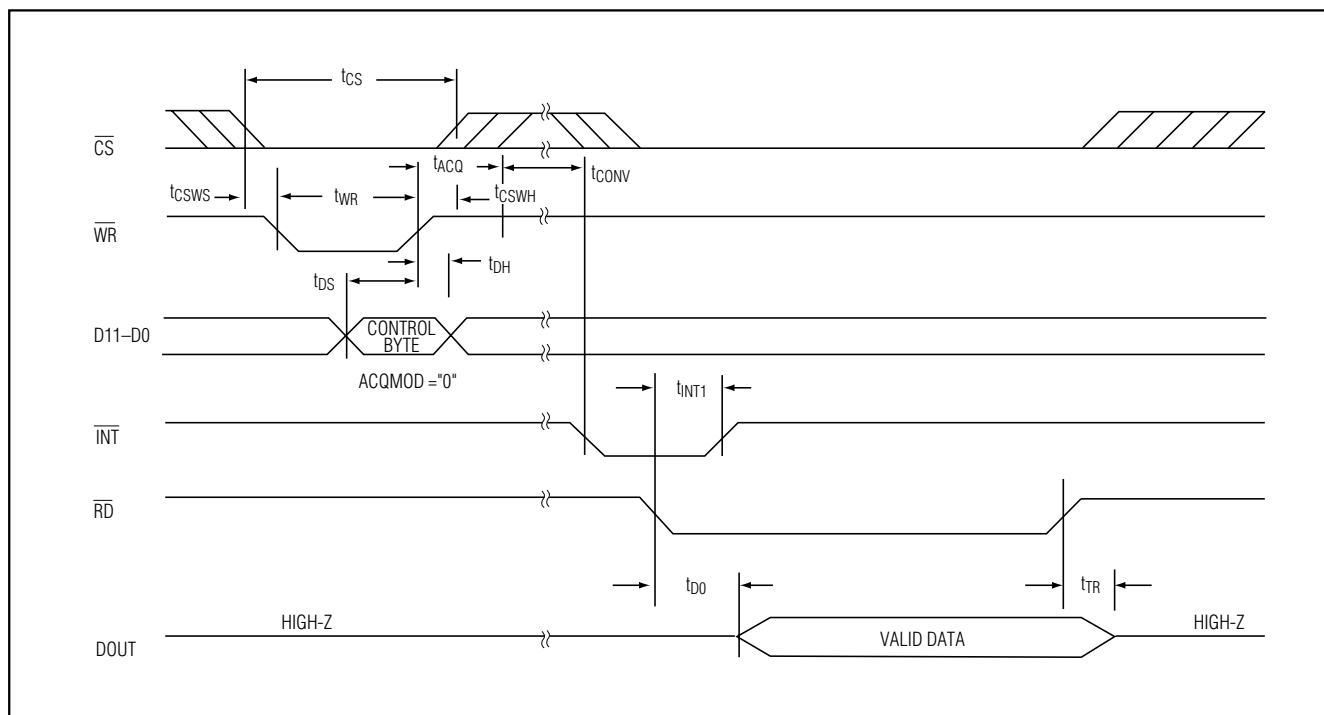 tCS
CS
tACQ
tCONV
tCSWS
tWR
tCSWH
WR
tDH
tDS
D11–D0
CONTROL
BYTE
ACQMOD ="0"
tINT1
INT
RD
tD0
tTR
HIGH-Z
VALID DATA
HIGH-Z
DOUT